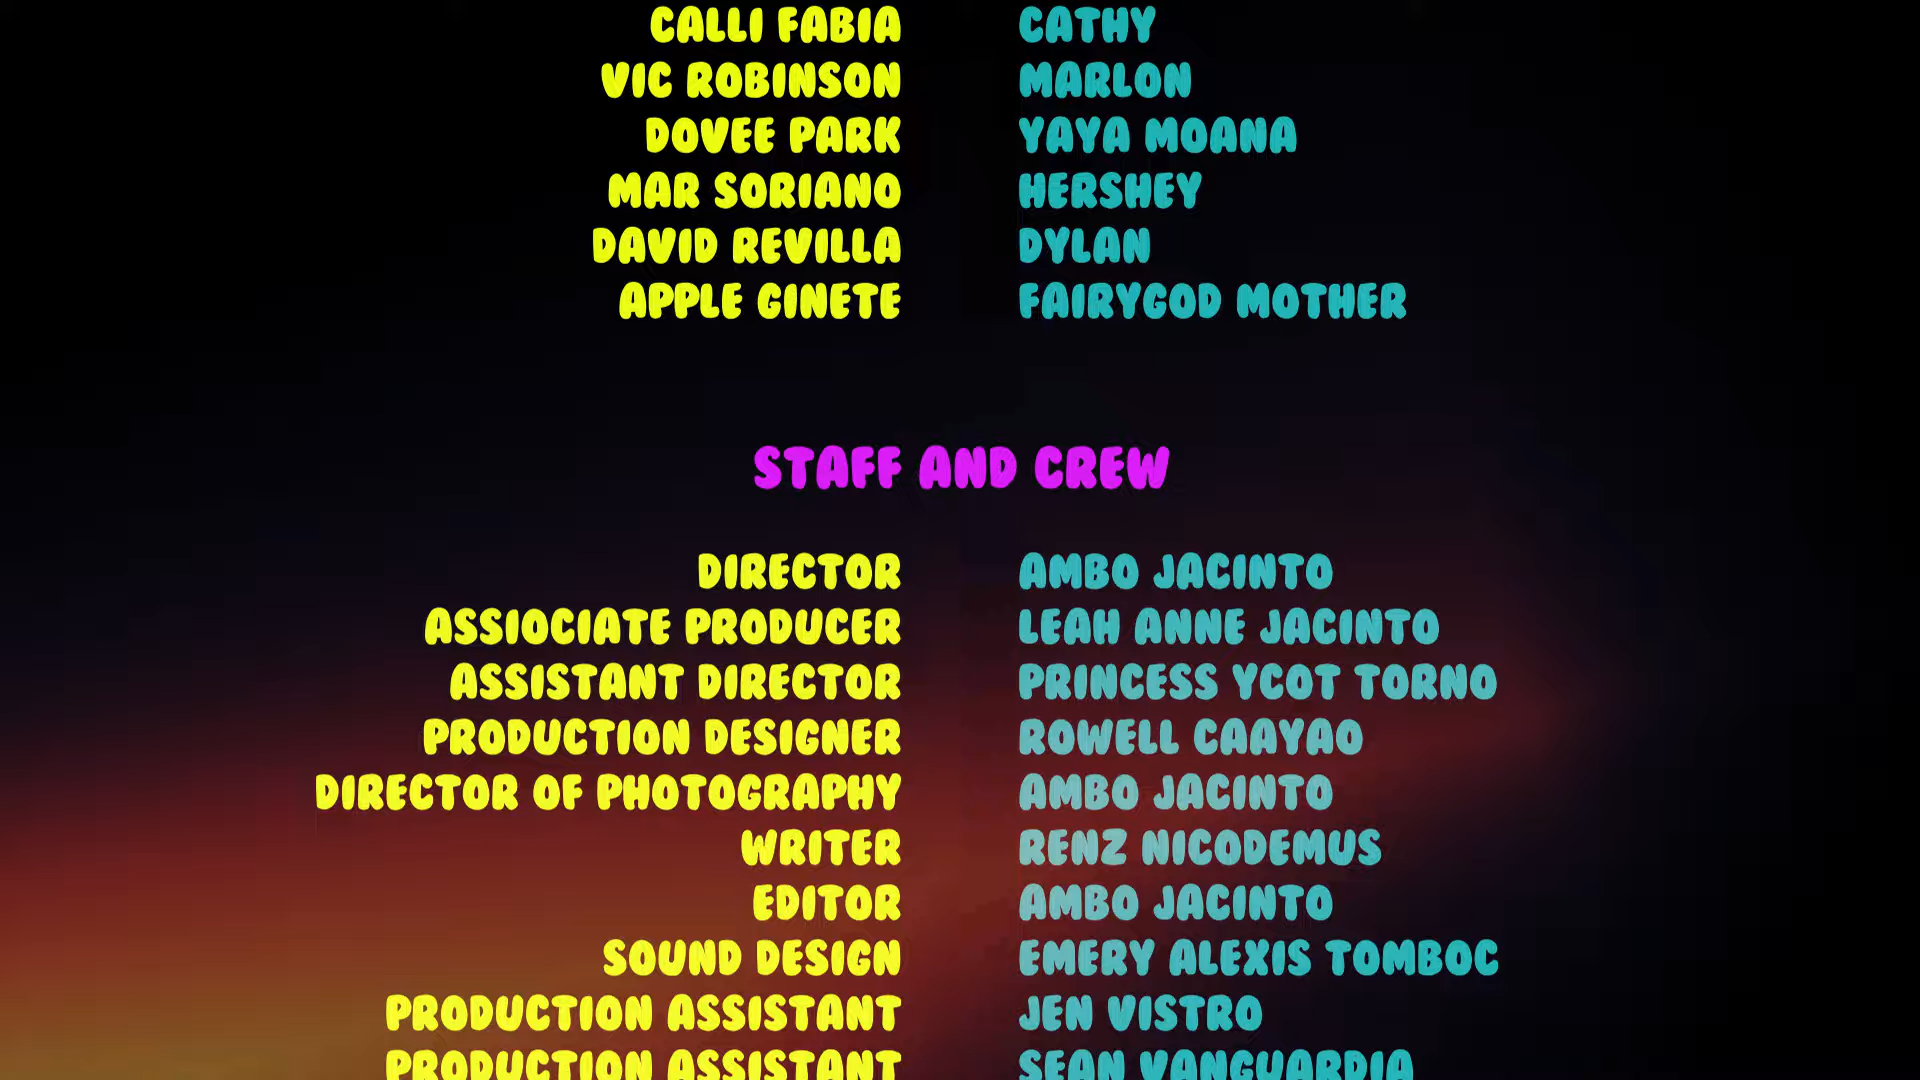 CALLI FABIA CATHY
VIC ROBINSON MARLON
DOVEE PARK YAYA MOANA
MAR SORIANO HERSHEY
DAVID REVILLA DYLAN
APPLE GINETE FAIRYGOD MOTHER
STAFF AND CREW
DIRECTOR AMBO JACINTO
ASSIOCIATE PRODUCER LEAH ANNE JACINTO
ASSISTANT DIRECTOR PRINCESS YCOT TORNO
PRODUCTION DESIGNER ROWELL CAAYAO
DIRECTOR OF PHOTOGRAPHY AMBO JACINTO
WRITER RENZ NICODEMUS
EDITOR AMBO JACINTO
SOUND DESIGN EMERY ALEXIS TOMBOC
PRODUCTION ASSISTANT JEN VISTRO
PRODUCTION ASSISTANT SEAN VANGUARDIA